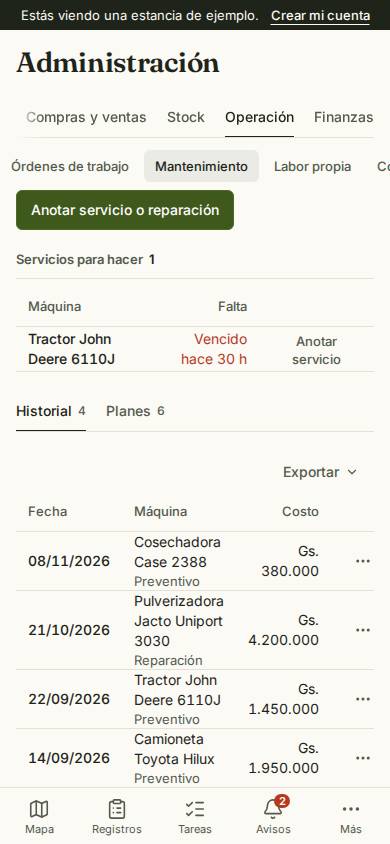 Estás viendo una estancia de ejemplo. Crear mi cuenta
Administración
Compras y ventas Stock Operación Finanzas
Órdenes de trabajo Mantenimiento Labor propia Co
Anotar servicio o reparación
Servicios para hacer 1
Máquina Falta
Tractor John Deere 6110J
Vencido hace 30 h
Anotar servicio
Historial 4 Planes 6
Exportar
Fecha Máquina Costo
08/11/2026
Cosechadora
Case 2388
Preventivo
Gs.
380.000
21/10/2026
Pulverizadora
Jacto Uniport
3030
Reparación
Gs.
4.200.000
22/09/2026
Tractor John
Deere 6110J
Preventivo
Gs.
1.450.000
14/09/2026
Camioneta
Toyota Hilux
Preventivo
Gs.
1.950.000
2
Mapa Registros Tareas Avisos Más